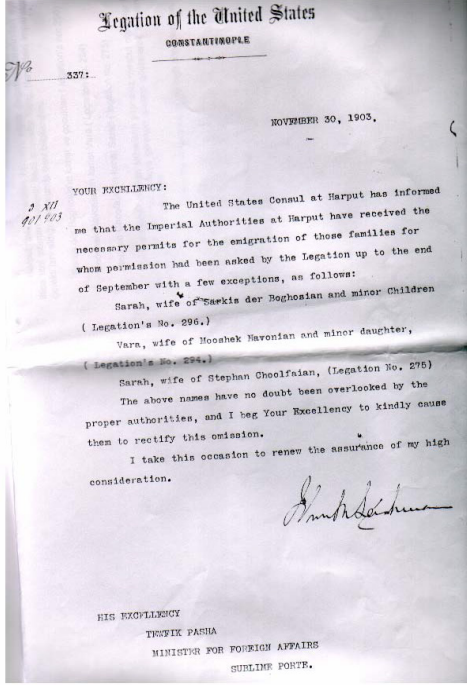 Legation of the United States
CONSTANTINOPLE
No 337:
NOVEMBER 30, 1903.
YOUR EXCELLENCY:
The United States Consul at Harput has informed
me that the Imperial Authorities at Harput have received the
necessary permits for the emigration of those families for
whom permission had been asked by the Legation up to the end
of September with a few exceptions, as follows:
Sarah, wife of Sarkis der Boghosian and minor Children
( Legation's No. 296.)
Vara, wife of Mooshek Navonian and minor daughter,
( Legation's No. 294.)
Sarah, wife of Stephan Choolfaian, (Legation No. 275)
The above names have no doubt been overlooked by the
proper authorities, and I beg Your Excellency to kindly cause
them to rectify this omission.
I take this occasion to renew the assurance of my high
consideration.
HIS EXCELLENCY
TEWFIK PASHA
MINISTER FOR FOREIGN AFFAIRS
SUBLIME PORTE.